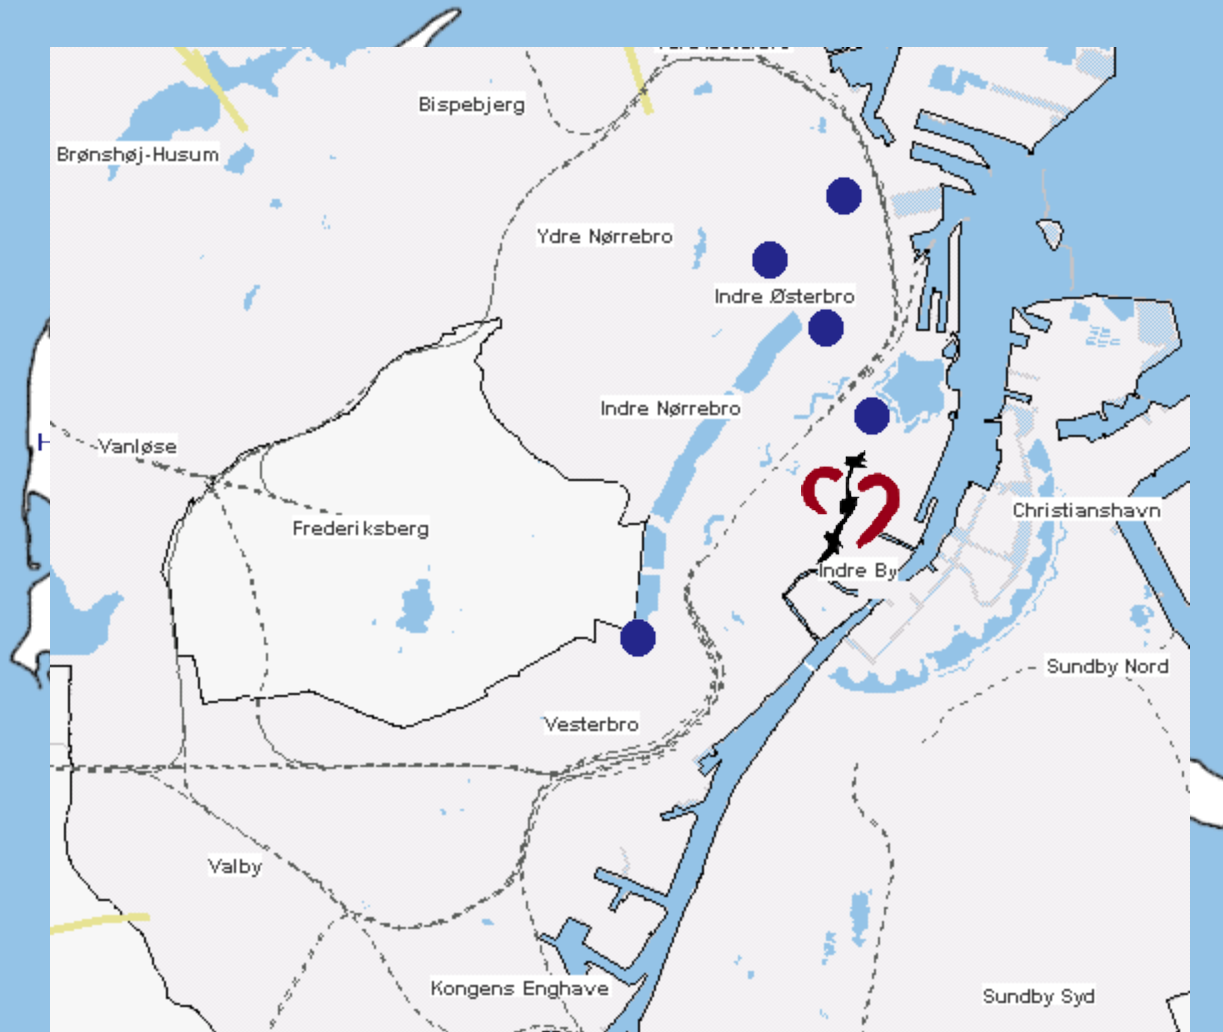 Bispebjerg
Brønshøj-Husum
Ydre Nørrebro
Indre Østerbro
Indre Nørrebro
H
Vanløse
Christianshavn
Frederiksberg
Indre By
Sundby Nord
Vesterbro
Valby
Kongens Enghave
Sundby Syd